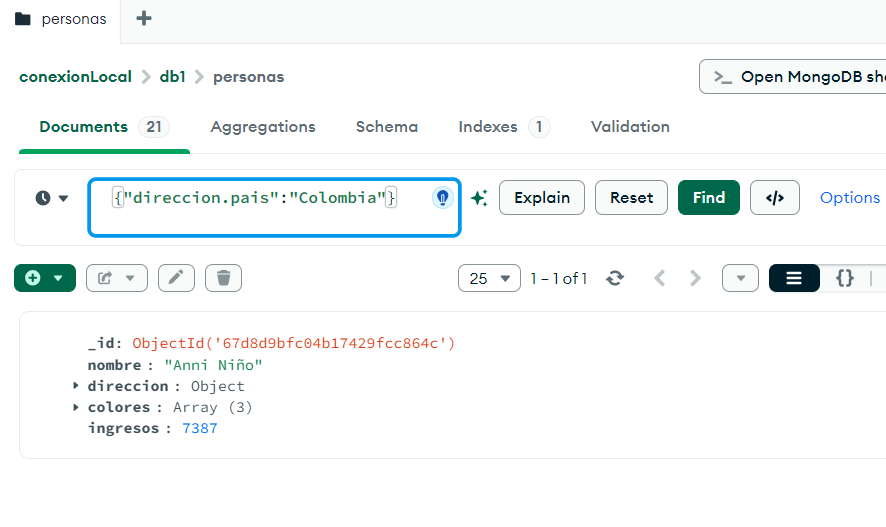 personas
conexionLocal db1 personas
>_ Open MongoDB she
Documents 21 Aggregations Schema Indexes 1 Validation
{"direccion.pais":"Colombia"} Explain Reset Find </> Options
25 1 – 1 of 1 {}
_id: ObjectId('67d8d9bfc04b17429fcc864c')
nombre : "Anni Niño"
direccion : Object
colores : Array (3)
ingresos : 7387